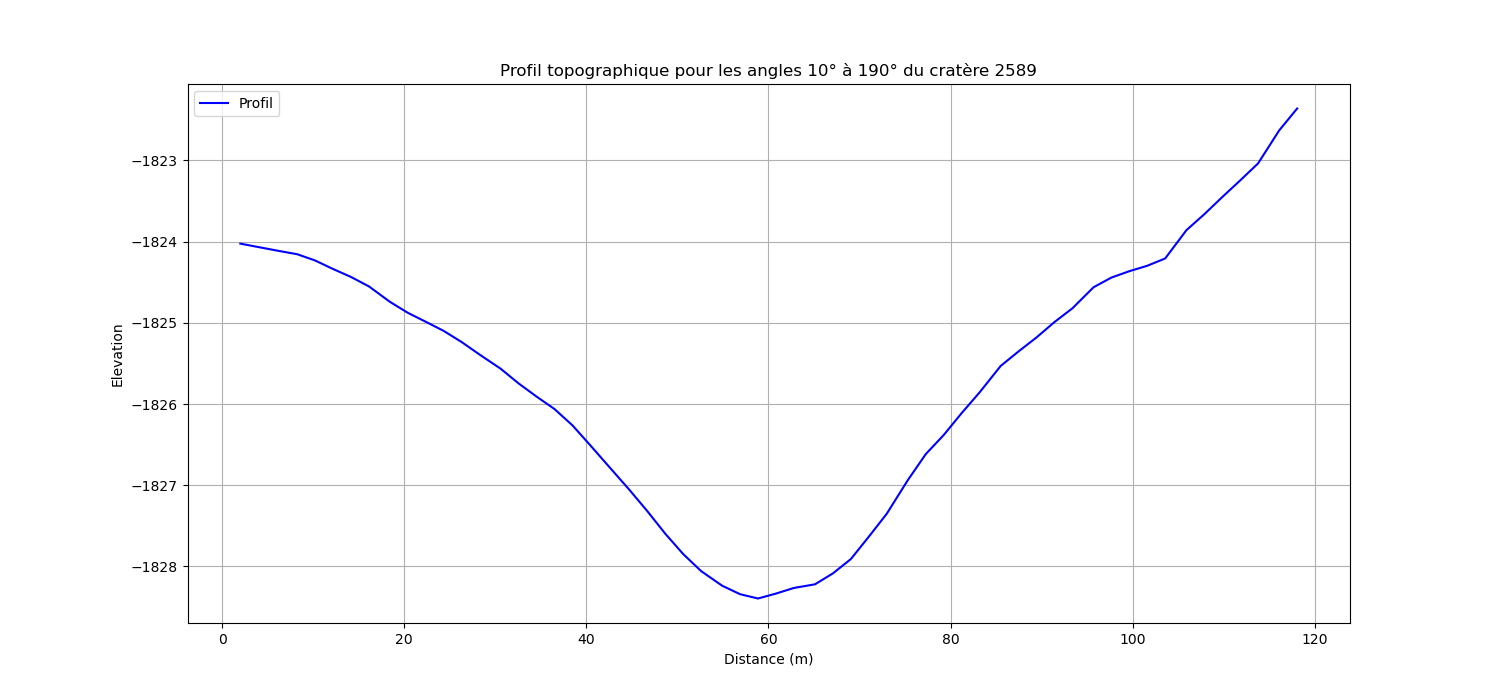 Profil topographique pour les angles 10° à 190° du cratère 2589
Profil
−1823
−1824
−1825
−1826
−1827
−1828
Elevation
0 20 40 60 80 100 120
Distance (m)